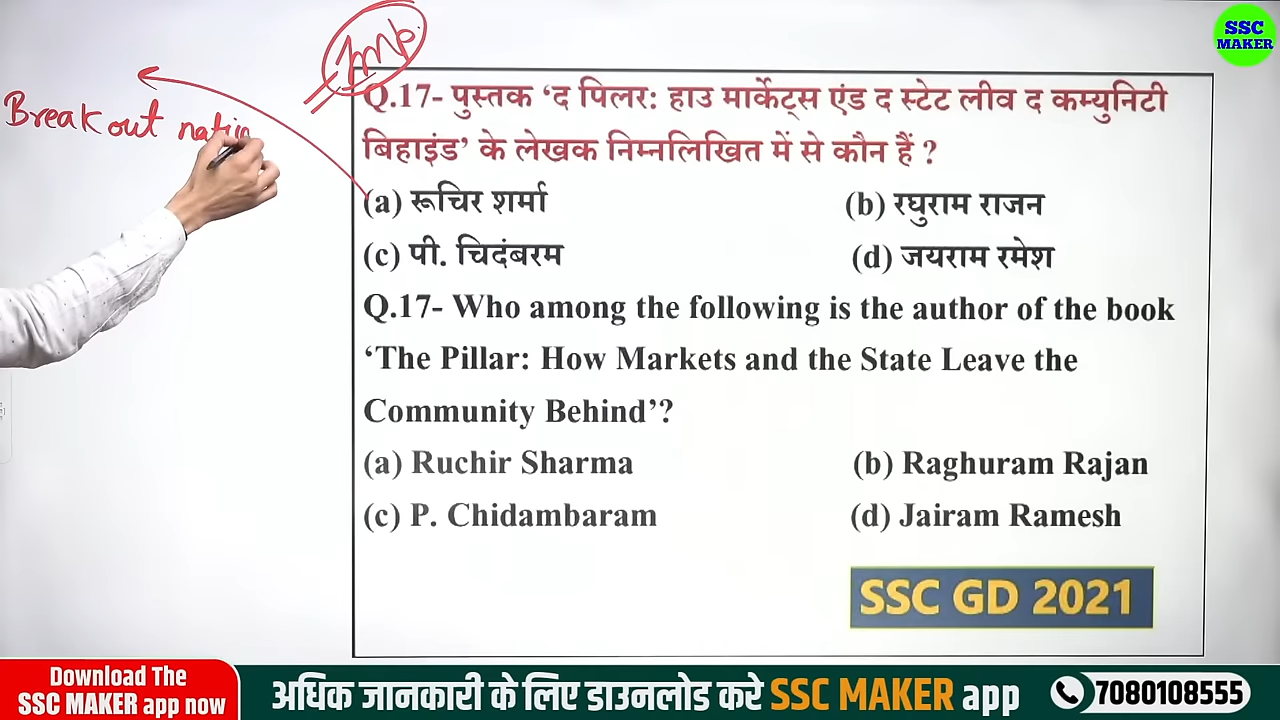 SSC
MAKER
Imp.
Break out natio
Q.17- पुस्तक ‘द पिलर: हाउ मार्केट्स एंड द स्टेट लीव द कम्युनिटी
बिहाइंड’ के लेखक निम्नलिखित में से कौन हैं ?
(a) रूचिर शर्मा (b) रघुराम राजन
(c) पी. चिदंबरम (d) जयराम रमेश
Q.17- Who among the following is the author of the book
‘The Pillar: How Markets and the State Leave the
Community Behind’?
(a) Ruchir Sharma (b) Raghuram Rajan
(c) P. Chidambaram (d) Jairam Ramesh
SSC GD 2021
Download The
SSC MAKER app now
अधिक जानकारी के लिए डाउनलोड करे SSC MAKER app
7080108555